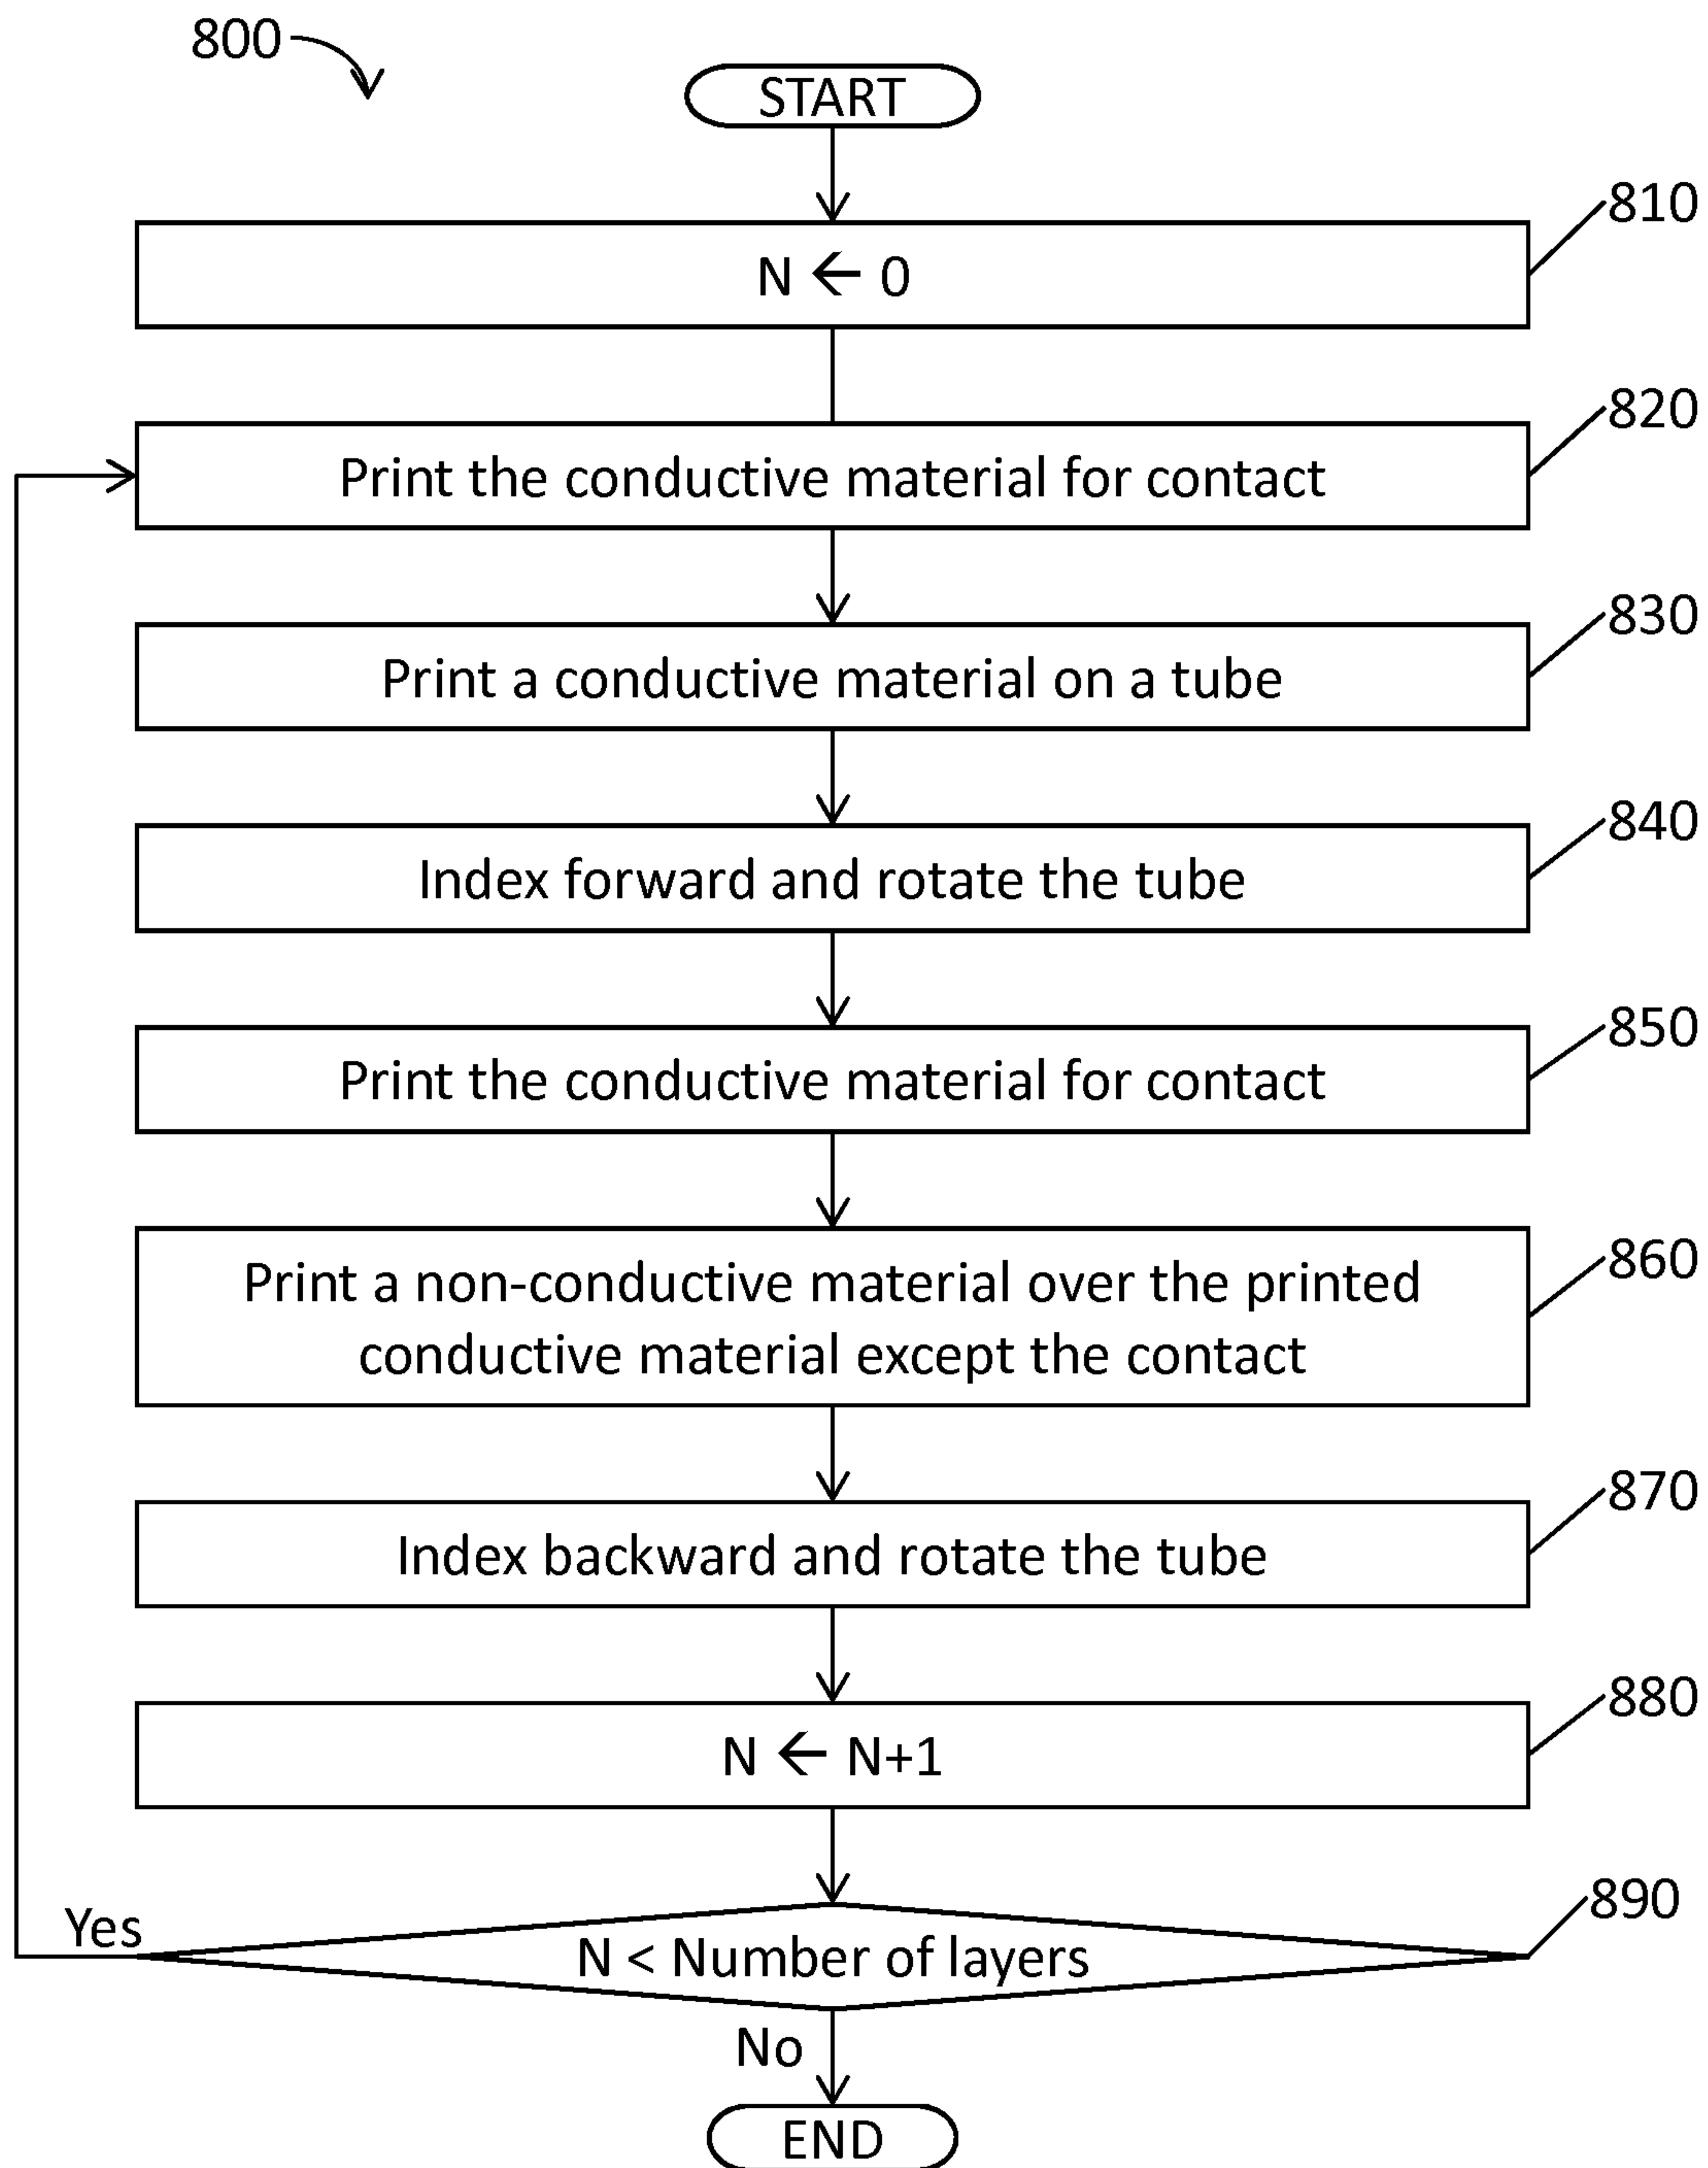 800
START
810
N ← 0
820
Print the conductive material for contact
830
Print a conductive material on a tube
840
Index forward and rotate the tube
850
Print the conductive material for contact
860
Print a non-conductive material over the printed
conductive material except the contact
870
Index backward and rotate the tube
880
N ← N+1
890
Yes
N < Number of layers
No
END